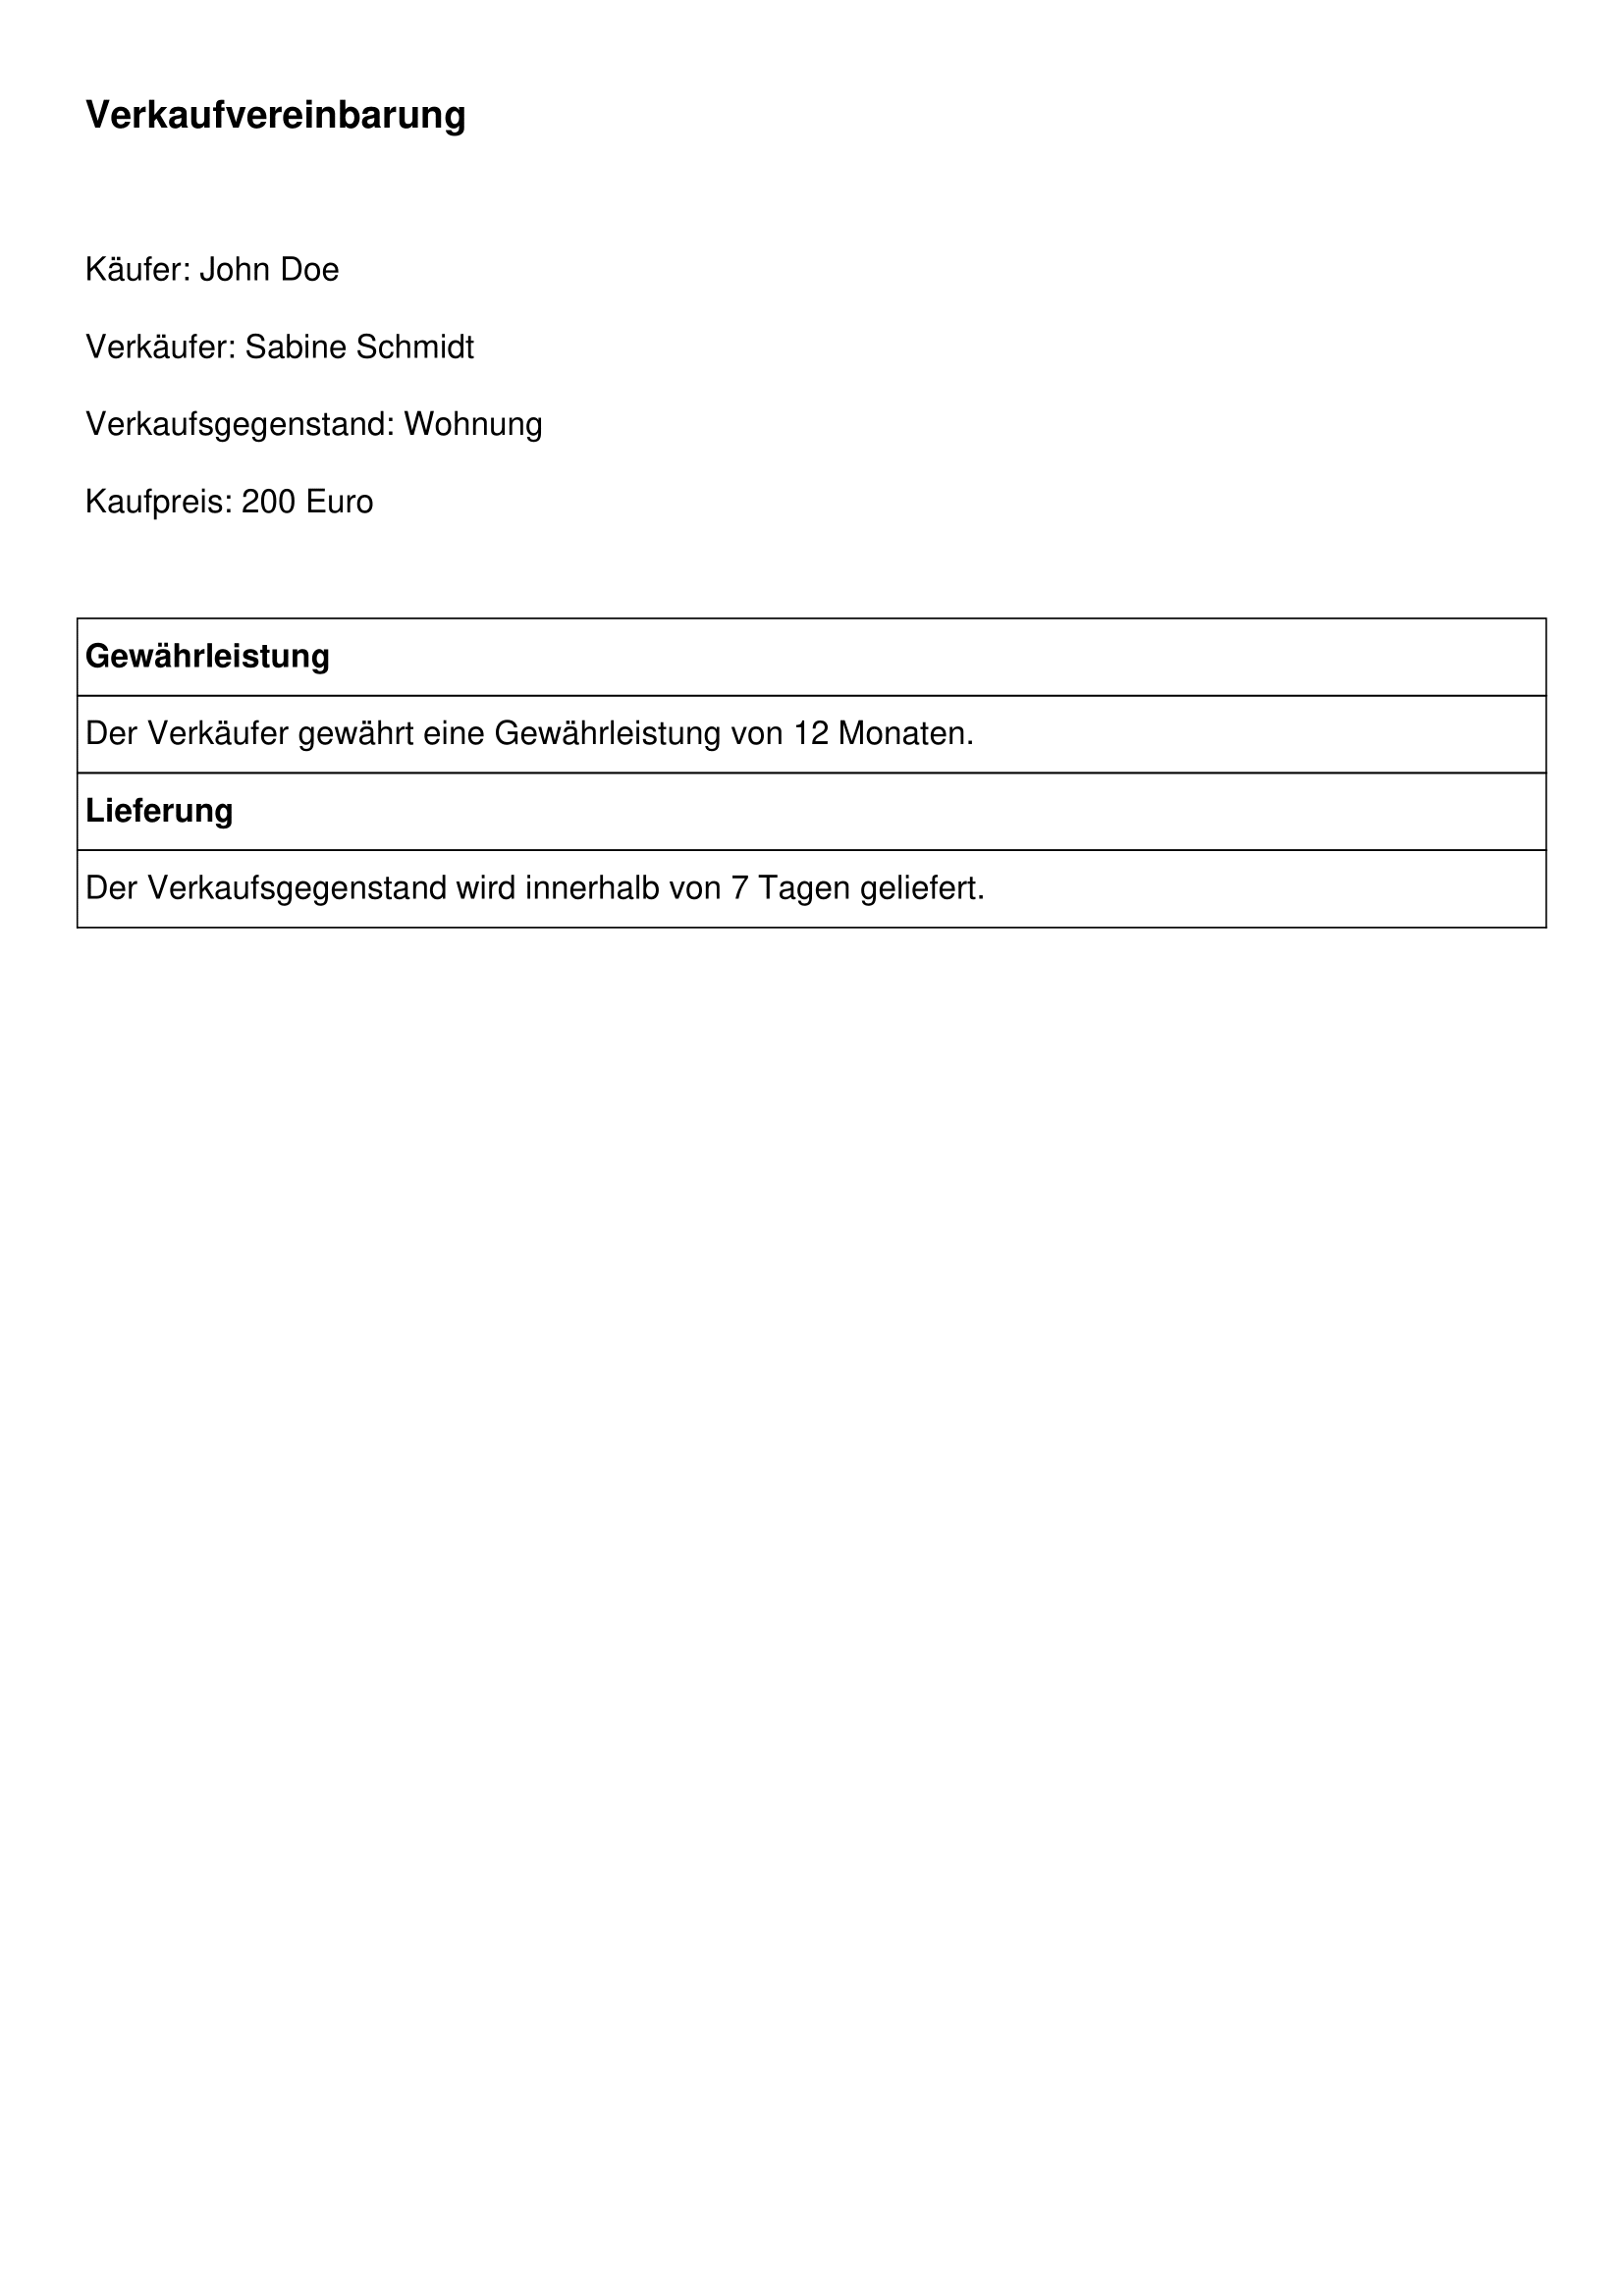 Verkaufvereinbarung
Käufer: John Doe
Verkäufer: Sabine Schmidt
Verkaufsgegenstand: Wohnung
Kaufpreis: 200 Euro
Gewährleistung
Der Verkäufer gewährt eine Gewährleistung von 12 Monaten.
Lieferung
Der Verkaufsgegenstand wird innerhalb von 7 Tagen geliefert.